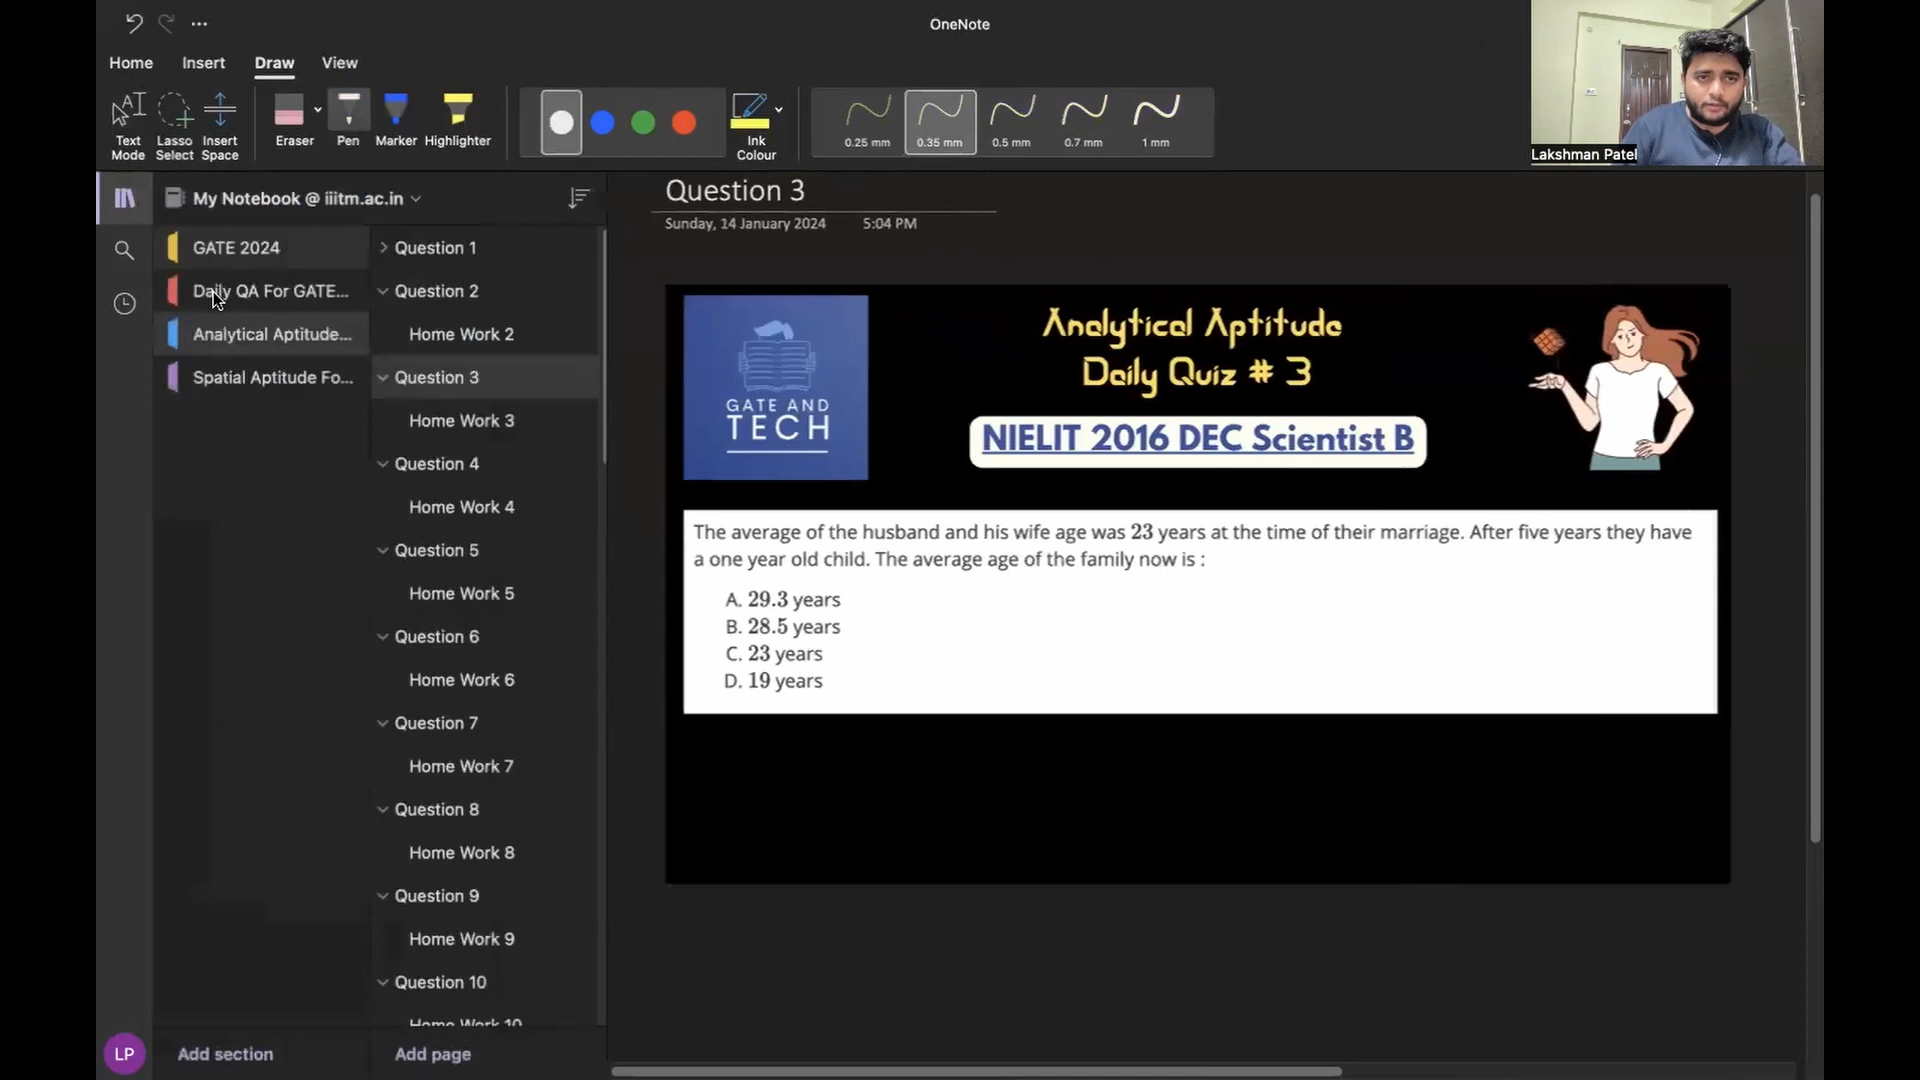 OneNote
Home Insert Draw View
Text Mode
Lasso Select
Insert Space
Eraser
Pen
Marker
Highlighter
Ink Colour
0.25 mm
0.35 mm
0.5 mm
0.7 mm
1 mm
Lakshman Patel
My Notebook @ iiitm.ac.in
GATE 2024
Daily QA For GATE...
Analytical Aptitude...
Spatial Aptitude Fo...
Add section
Question 1
Question 2
Home Work 2
Question 3
Home Work 3
Question 4
Home Work 4
Question 5
Home Work 5
Question 6
Home Work 6
Question 7
Home Work 7
Question 8
Home Work 8
Question 9
Home Work 9
Question 10
Home Work 10
Add page
LP
Question 3
Sunday, 14 January 2024 5:04 PM
GATE AND
TECH
Analytical Aptitude
Daily Quiz # 3
NIELIT 2016 DEC Scientist B
The average of the husband and his wife age was 23 years at the time of their marriage. After five years they have
a one year old child. The average age of the family now is :
A. 29.3 years
B. 28.5 years
C. 23 years
D. 19 years